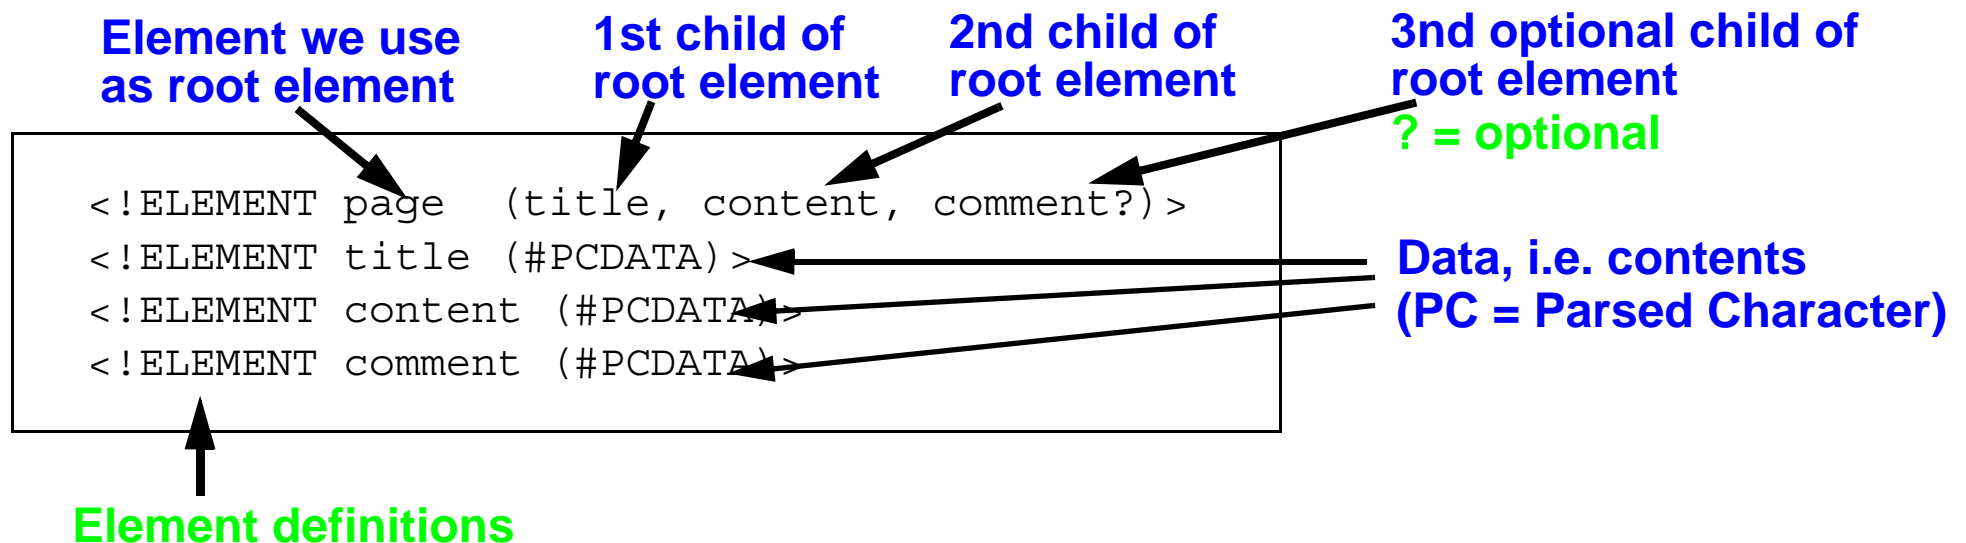 Element we use
as root element
1st child of
root element
2nd child of
root element
3nd optional child of
root element
? = optional
<!ELEMENT page  (title, content, comment?)>
<!ELEMENT title (#PCDATA)>
<!ELEMENT content (#PCDATA)>
<!ELEMENT comment (#PCDATA)>
Data, i.e. contents
(PC = Parsed Character)
Element definitions